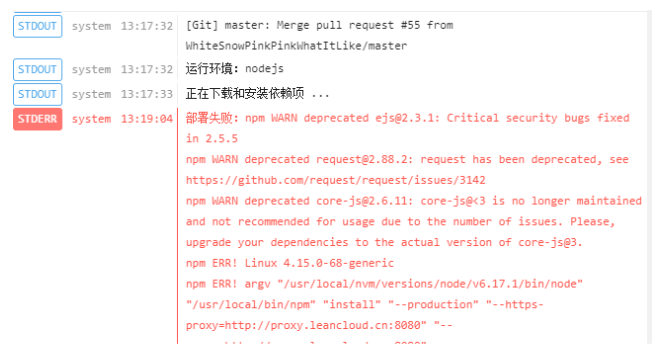 STDOUT system 13:17:32 [Git] master: Merge pull request #55 from
WhiteSnowPinkPinkWhatItLike/master
STDOUT system 13:17:32 运行环境: nodejs
STDOUT system 13:17:33 正在下载和安装依赖项 ...
STDERR system 13:19:04 部署失败: npm WARN deprecated ejs@2.3.1: Critical security bugs fixed
in 2.5.5
npm WARN deprecated request@2.88.2: request has been deprecated, see
https://github.com/request/request/issues/3142
npm WARN deprecated core-js@2.6.11: core-js@<3 is no longer maintained
and not recommended for usage due to the number of issues. Please,
upgrade your dependencies to the actual version of core-js@3.
npm ERR! Linux 4.15.0-68-generic
npm ERR! argv "/usr/local/nvm/versions/node/v6.17.1/bin/node"
"/usr/local/bin/npm" "install" "--production" "--https-
proxy=http://proxy.leancloud.cn:8080" "--